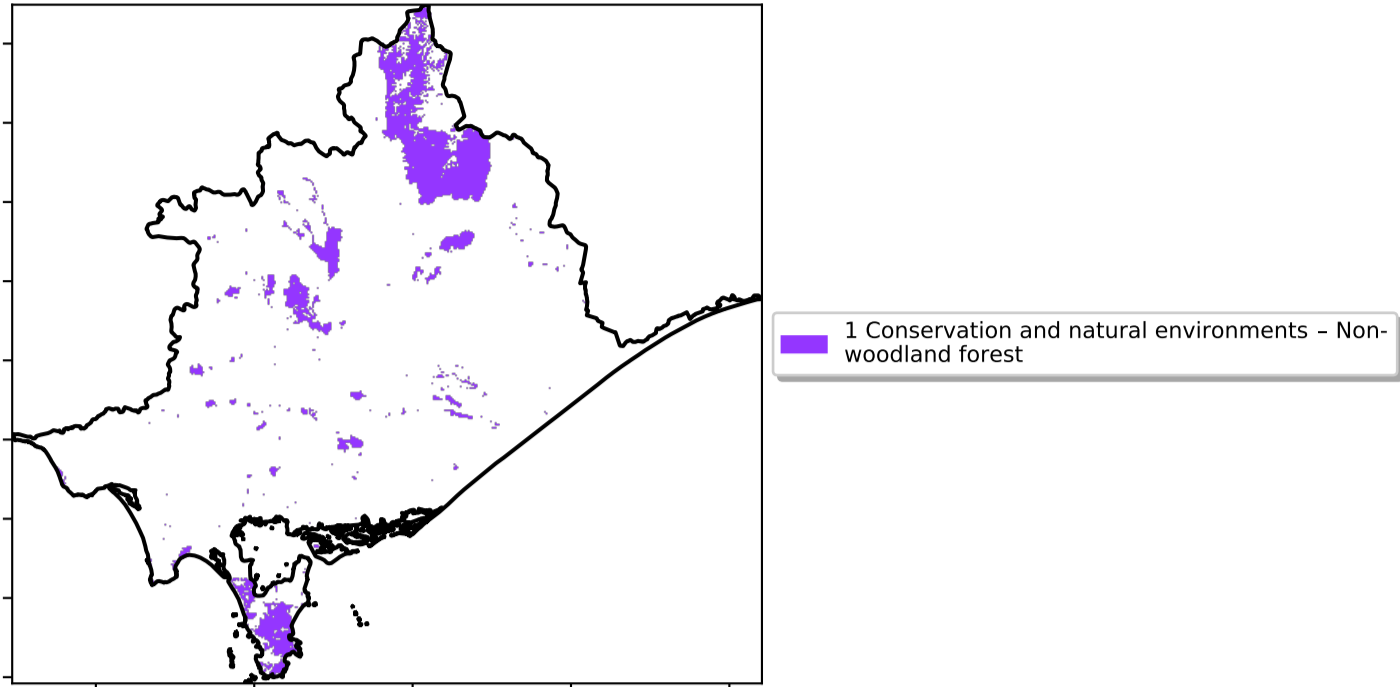 1 Conservation and natural environments – Non-
woodland forest